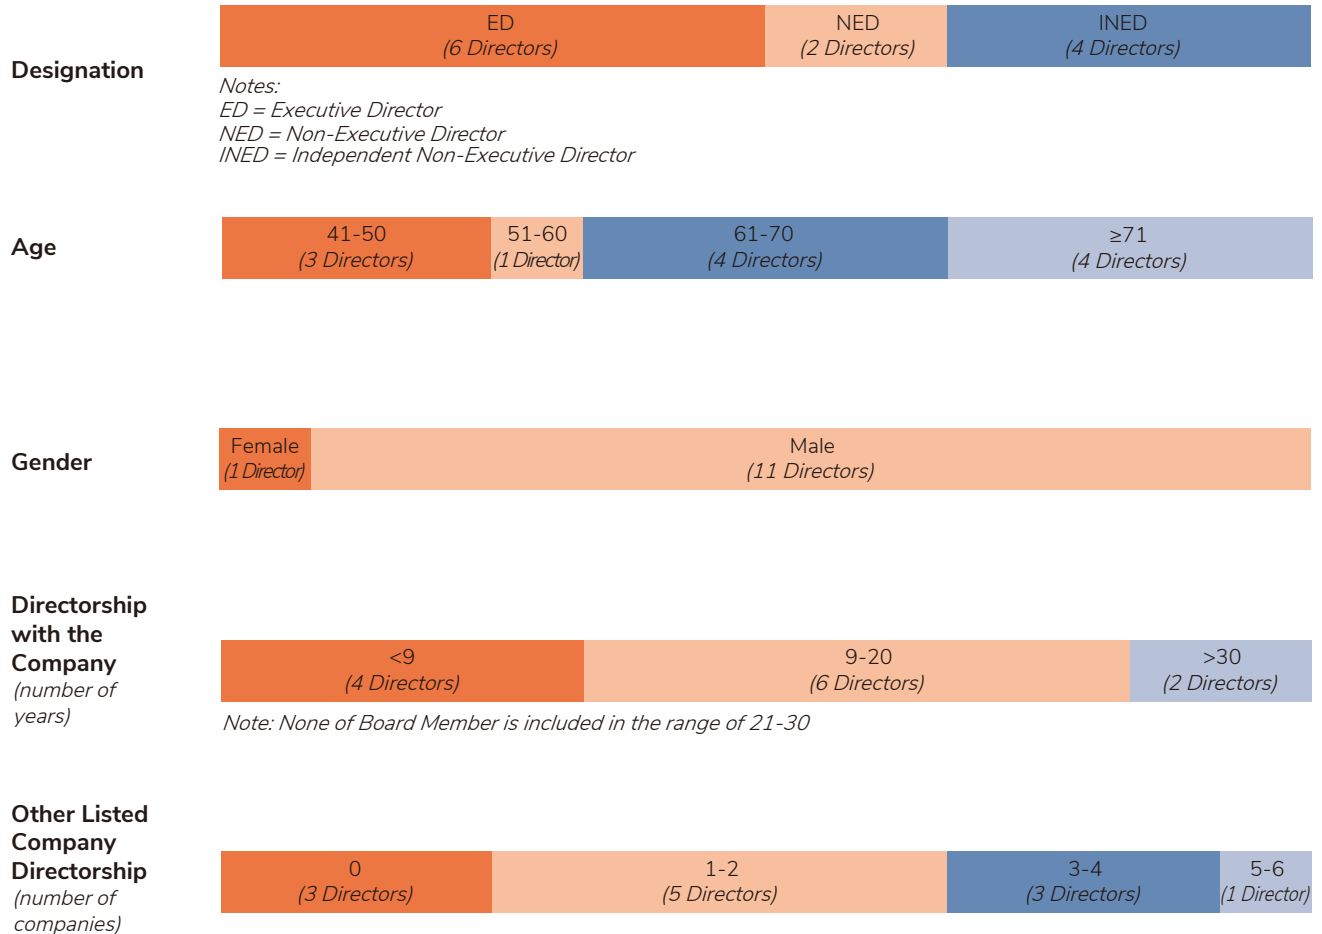 Designation
ED
(6 Directors)
NED
(2 Directors)
INED
(4 Directors)
Notes:
ED = Executive Director
NED = Non-Executive Director
INED = Independent Non-Executive Director
Age
41-50
(3 Directors)
51-60
(1 Director)
61-70
(4 Directors)
≥71
(4 Directors)
Gender
Female
(1 Director)
Male
(11 Directors)
Directorship
with the
Company
(number of
years)
<9
(4 Directors)
9-20
(6 Directors)
>30
(2 Directors)
Note: None of Board Member is included in the range of 21-30
Other Listed
Company
Directorship
(number of
companies)
0
(3 Directors)
1-2
(5 Directors)
3-4
(3 Directors)
5-6
(1 Director)